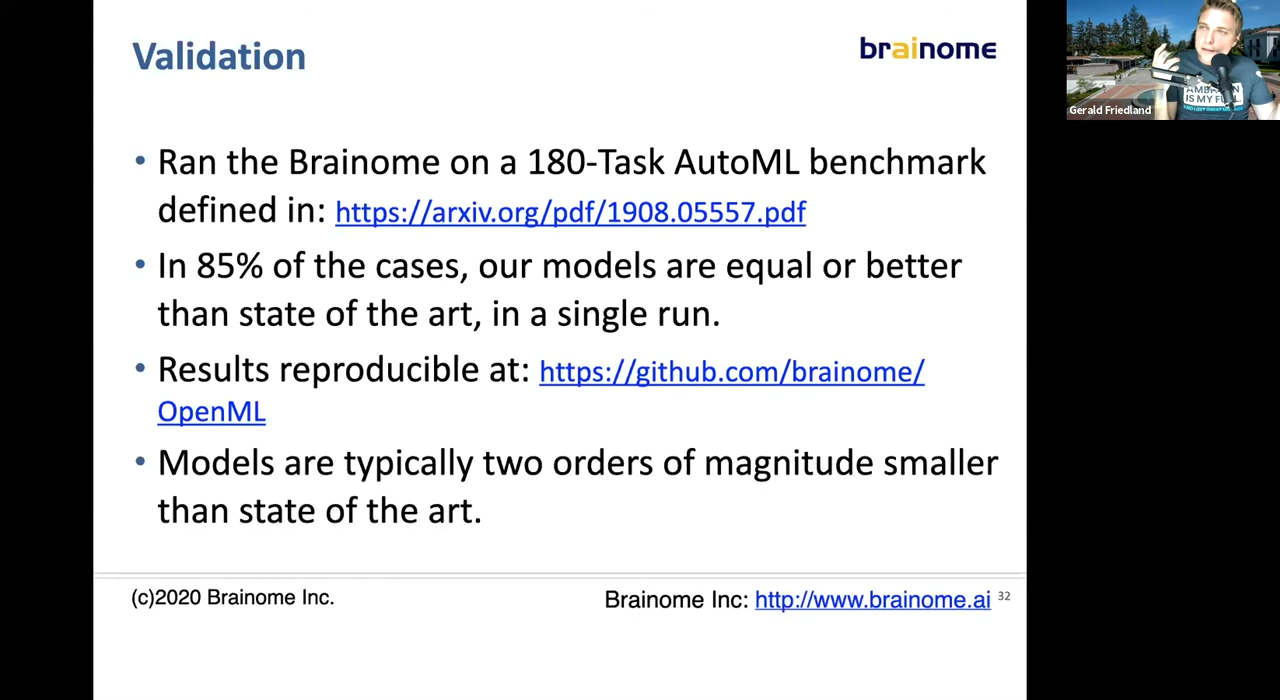 Validation
brainome
• Ran the Brainome on a 180-Task AutoML benchmark
defined in: https://arxiv.org/pdf/1908.05557.pdf
• In 85% of the cases, our models are equal or better
than state of the art, in a single run.
• Results reproducible at: https://github.com/brainome/
OpenML
• Models are typically two orders of magnitude smaller
than state of the art.
(c)2020 Brainome Inc.
Brainome Inc: http://www.brainome.ai 32
IS MY FUEL
Gerald Friedland